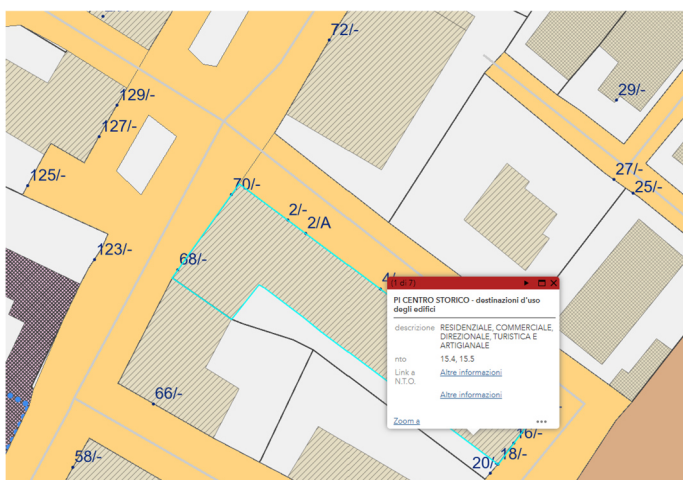 72/-
29/-
129/-
127/-
27/-
25/-
125/-
70/-
2/-
2/A
123/-
68/-
4/
(1 di 7)
PI CENTRO STORICO - destinazioni d'uso
degli edifici
descrizione RESIDENZIALE, COMMERCIALE,
DIREZIONALE, TURISTICA E
ARTIGIANALE
nto 15.4, 15.5
Link a Altre informazioni
N.T.O.
Altre informazioni
Zoom a
66/-
16/-
18/-
20/
58/-